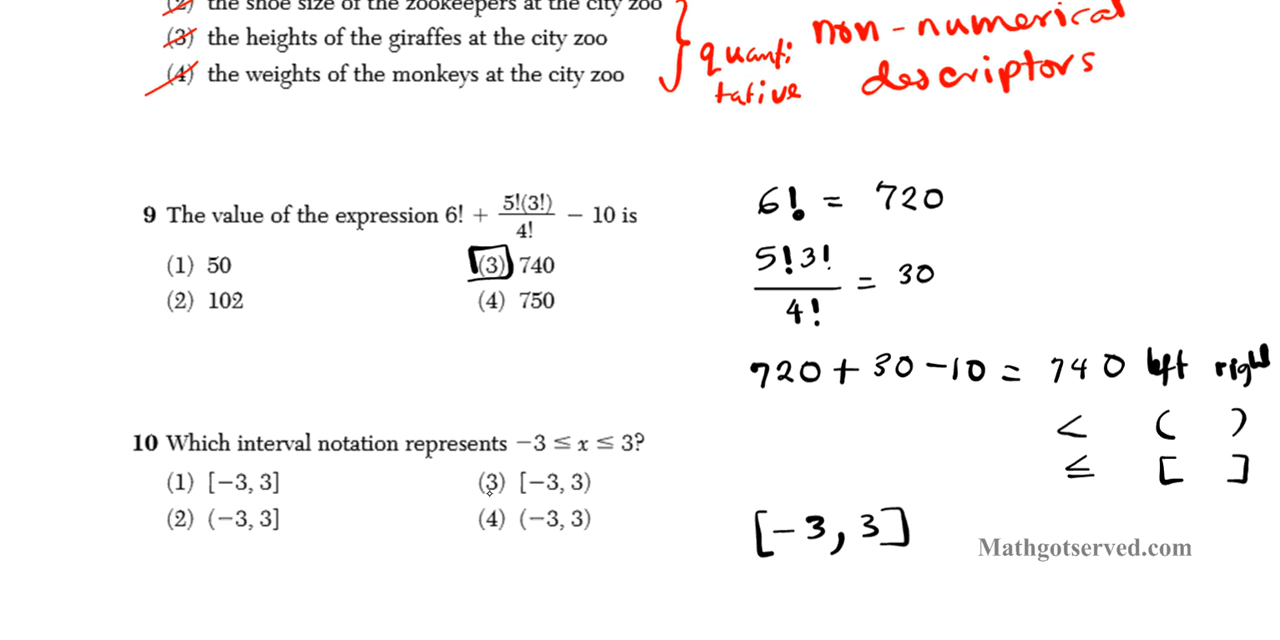 (2) the shoe size of the zookeepers at the city zoo
(3) the heights of the giraffes at the city zoo
(4) the weights of the monkeys at the city zoo
quanti
tative
non-numerical
descriptors
9 The value of the expression 6! + 5!(3!)/4! − 10 is
(1) 50
(3) 740
(2) 102
(4) 750
6! = 720
5!3!/4! = 30
720 + 30 − 10 = 740
left right
< ( )
≤ [ ]
10 Which interval notation represents −3 ≤ x ≤ 3?
(1) [−3, 3]
(3) [−3, 3)
(2) (−3, 3]
(4) (−3, 3)
[−3, 3]
Mathgotserved.com